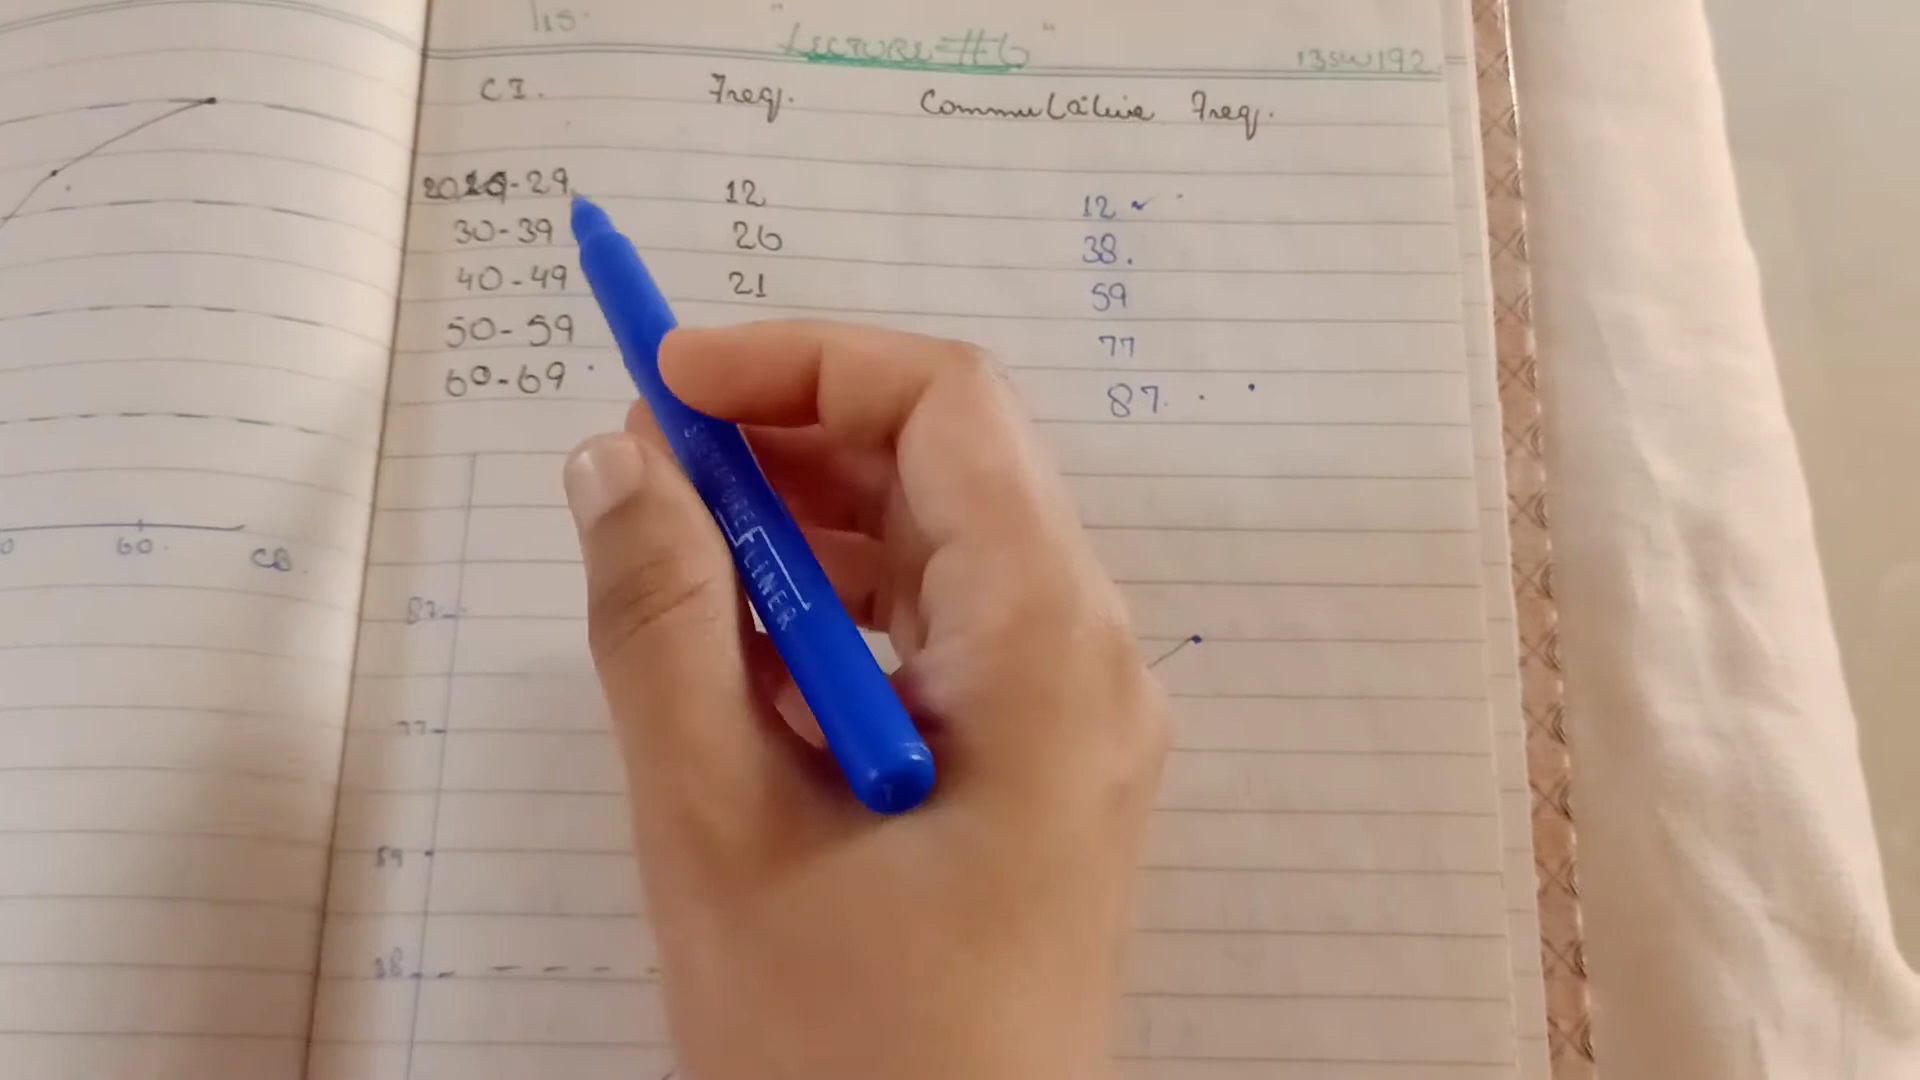 "LECTURE #6"
13SW192
C I. Freq. Commulative Freq.
20-29 12 12
30-39 26 38.
40-49 21 59
50-59 77
60-69 87.
60. CB.
87
77
59
38
LINER